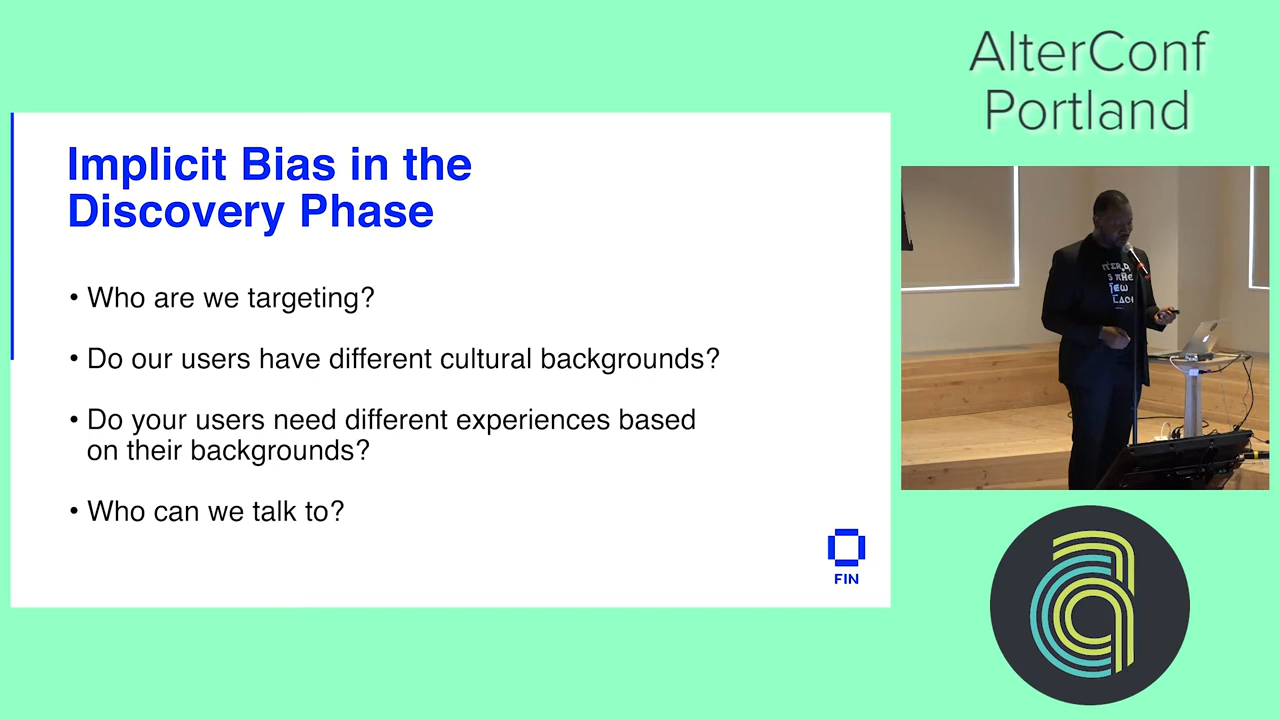 AlterConf
Portland
Implicit Bias in the
Discovery Phase
• Who are we targeting?
• Do our users have different cultural backgrounds?
• Do your users need different experiences based
on their backgrounds?
• Who can we talk to?
FIN